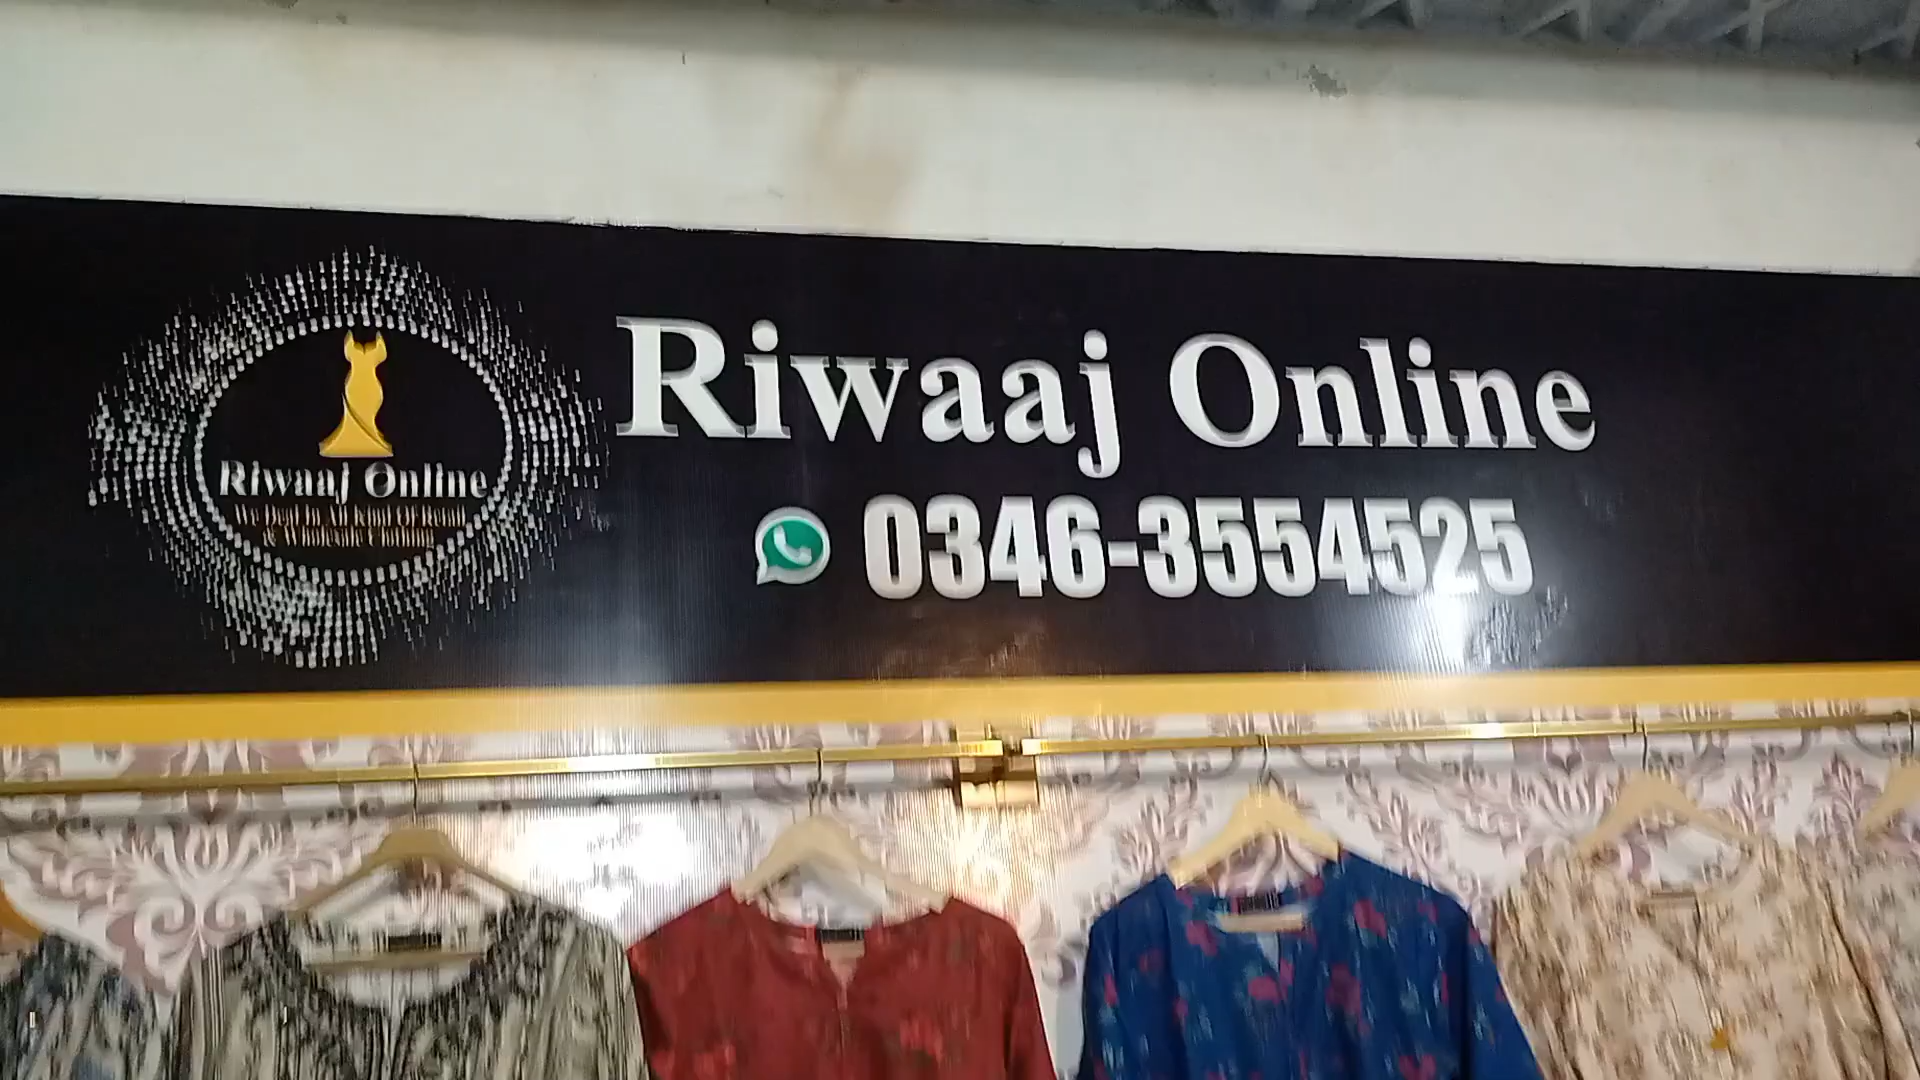 Riwaaj Online
0346-3554525
Riwaaj Online
We Deal In All Kind Of Retail
& Wholesale Clothing